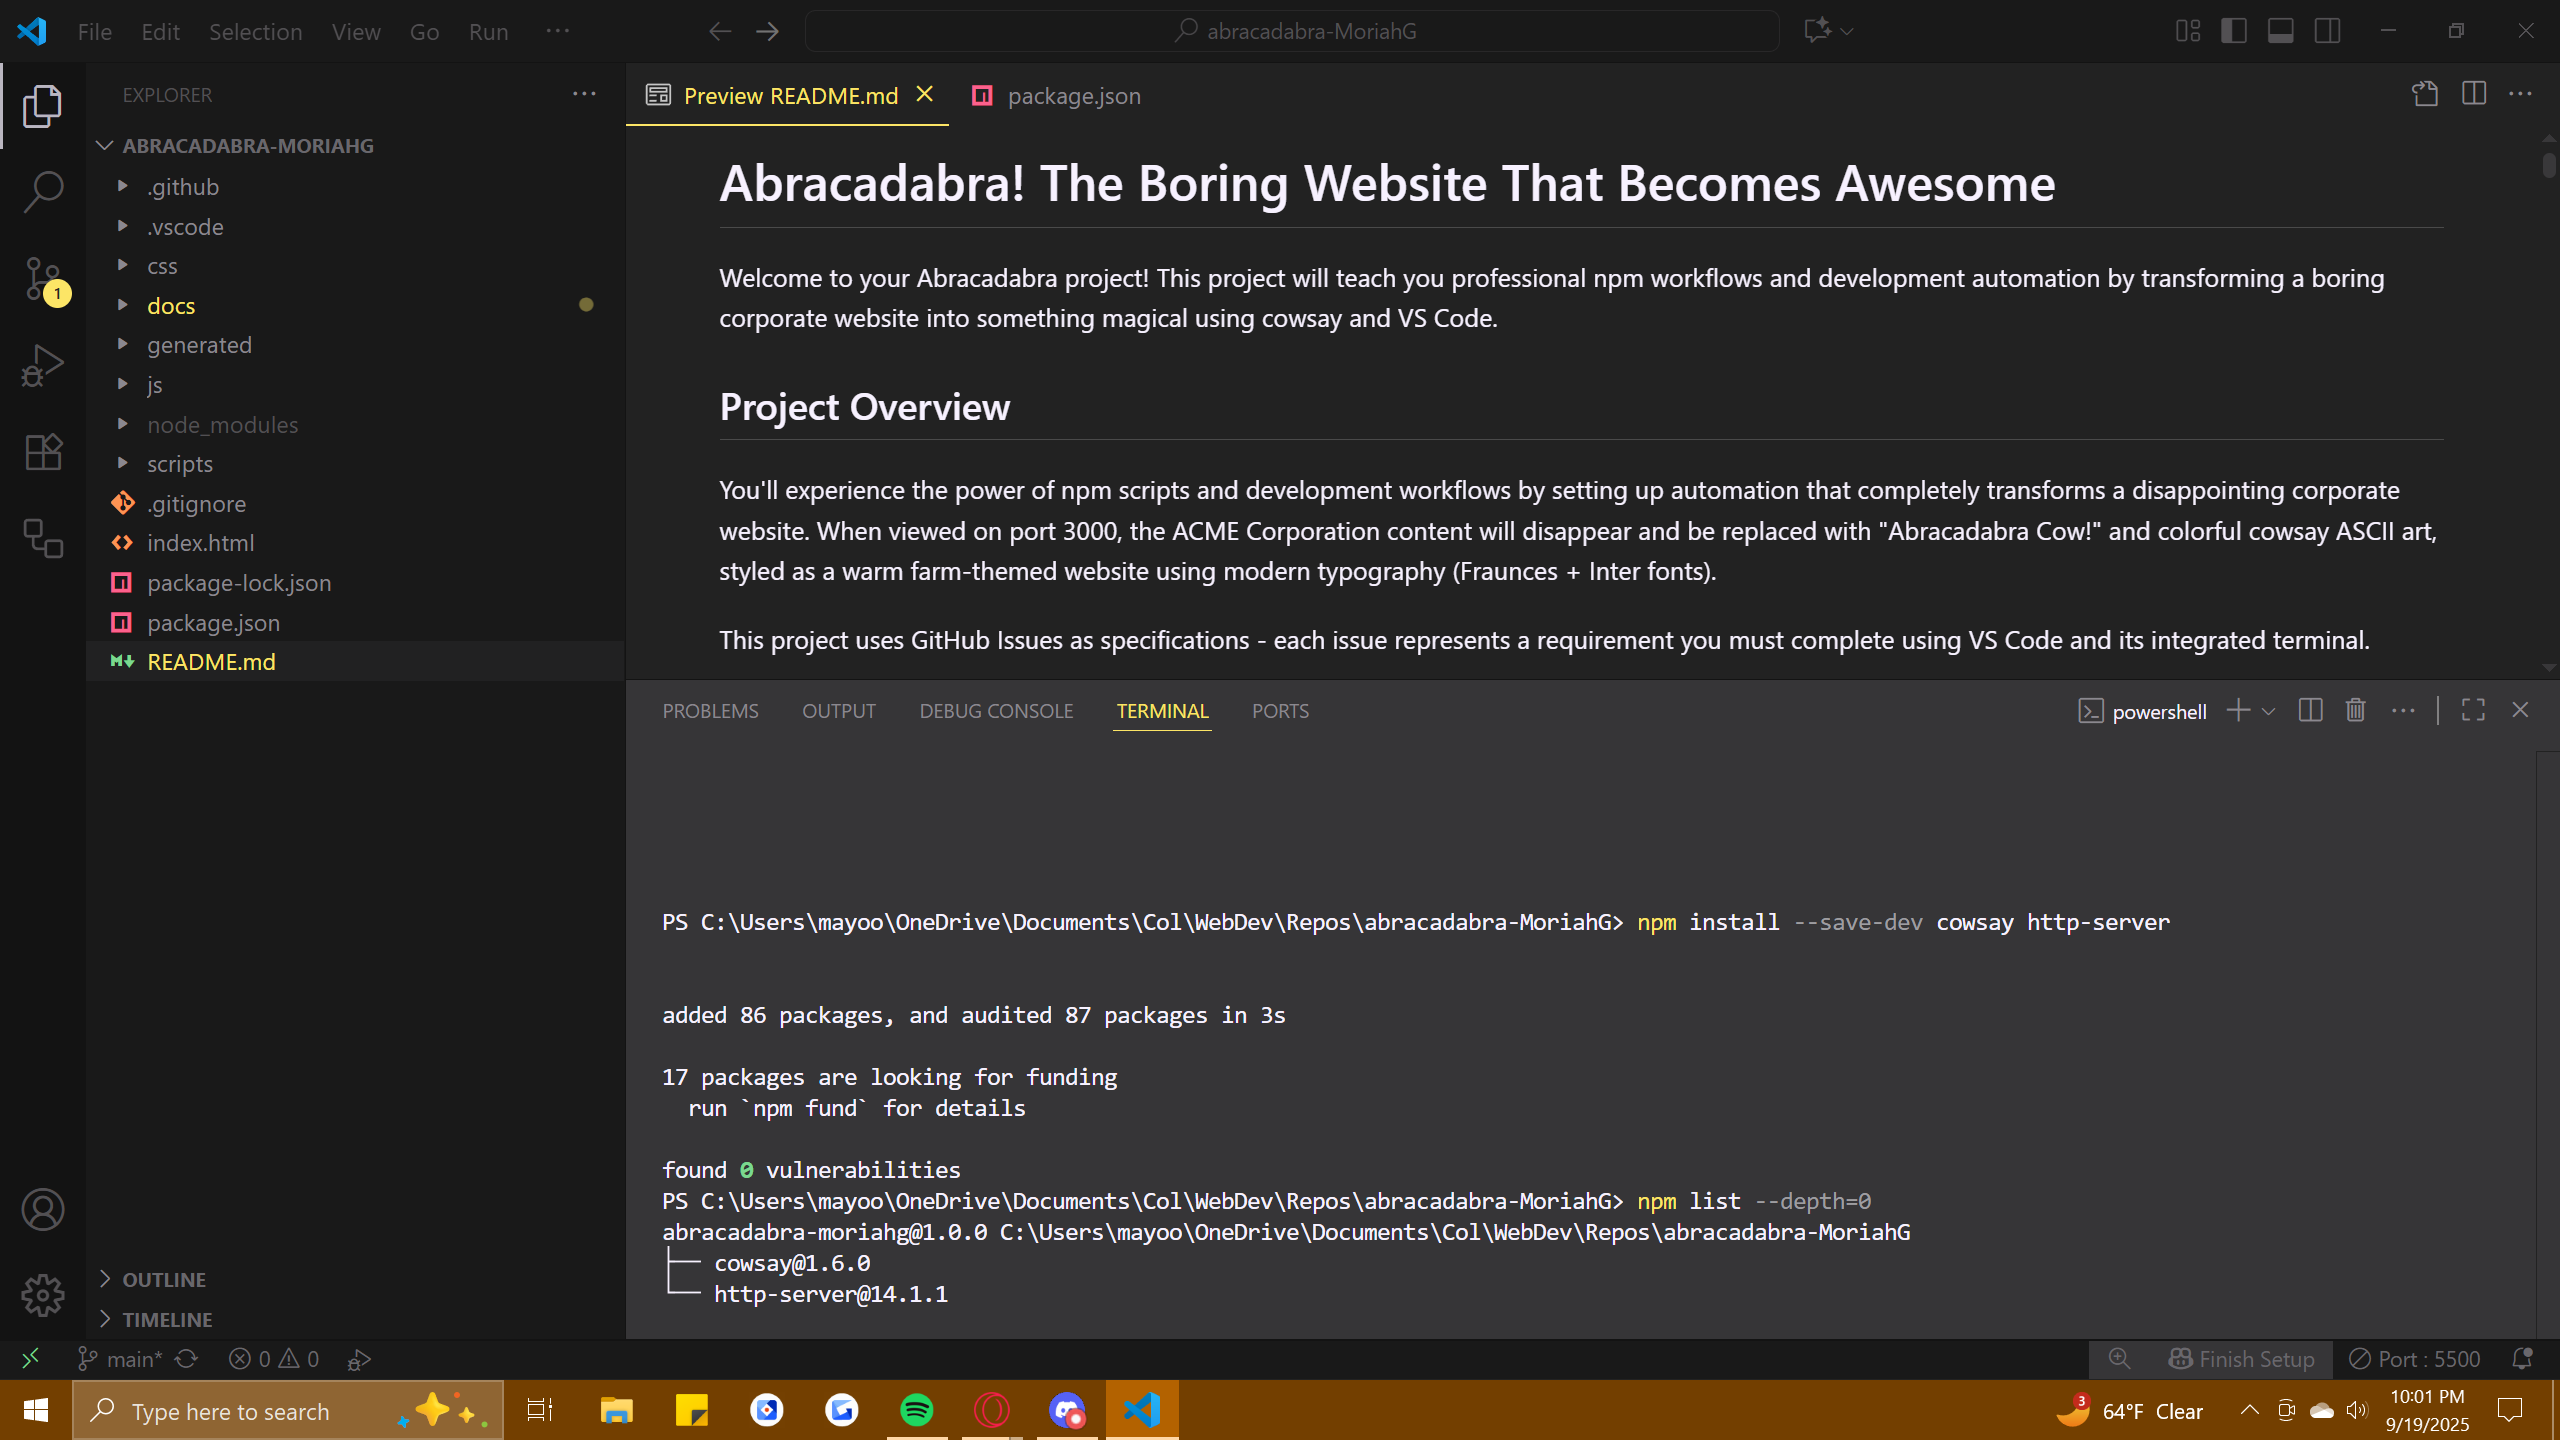 File Edit Selection View Go Run ···
abracadabra-MoriahG
EXPLORER
ABRACADABRA-MORIAHG
.github
.vscode
css
docs
generated
js
node_modules
scripts
.gitignore
index.html
package-lock.json
package.json
README.md
OUTLINE
TIMELINE
1
Preview README.md
package.json
Abracadabra! The Boring Website That Becomes Awesome
Welcome to your Abracadabra project! This project will teach you professional npm workflows and development automation by transforming a boring
corporate website into something magical using cowsay and VS Code.
Project Overview
You'll experience the power of npm scripts and development workflows by setting up automation that completely transforms a disappointing corporate
website. When viewed on port 3000, the ACME Corporation content will disappear and be replaced with "Abracadabra Cow!" and colorful cowsay ASCII art,
styled as a warm farm-themed website using modern typography (Fraunces + Inter fonts).
This project uses GitHub Issues as specifications - each issue represents a requirement you must complete using VS Code and its integrated terminal.
PROBLEMS OUTPUT DEBUG CONSOLE TERMINAL PORTS
powershell
PS C:\Users\mayoo\OneDrive\Documents\Col\WebDev\Repos\abracadabra-MoriahG> npm install --save-dev cowsay http-server
added 86 packages, and audited 87 packages in 3s
17 packages are looking for funding
run `npm fund` for details
found 0 vulnerabilities
PS C:\Users\mayoo\OneDrive\Documents\Col\WebDev\Repos\abracadabra-MoriahG> npm list --depth=0
abracadabra-moriahg@1.0.0 C:\Users\mayoo\OneDrive\Documents\Col\WebDev\Repos\abracadabra-MoriahG
├── cowsay@1.6.0
└── http-server@14.1.1
main* 0 0
Finish Setup
Port : 5500
Type here to search
3
64°F Clear
10:01 PM
9/19/2025